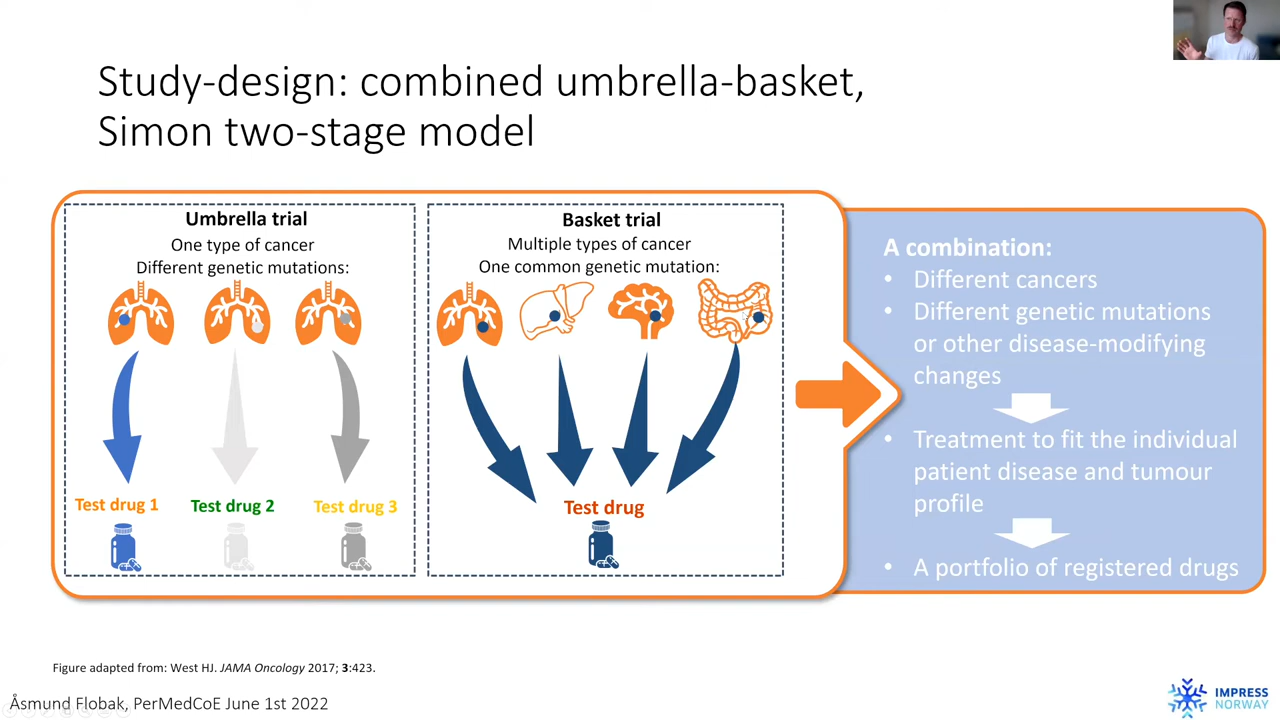 Study-design: combined umbrella-basket,
Simon two-stage model
Umbrella trial
One type of cancer
Different genetic mutations:
Test drug 1
Test drug 2
Test drug 3
Basket trial
Multiple types of cancer
One common genetic mutation:
Test drug
A combination:
• Different cancers
• Different genetic mutations
or other disease-modifying
changes
• Treatment to fit the individual
patient disease and tumour
profile
• A portfolio of registered drugs
Figure adapted from: West HJ. JAMA Oncology 2017; 3:423.
Åsmund Flobak, PerMedCoE June 1st 2022
IMPRESS
NORWAY